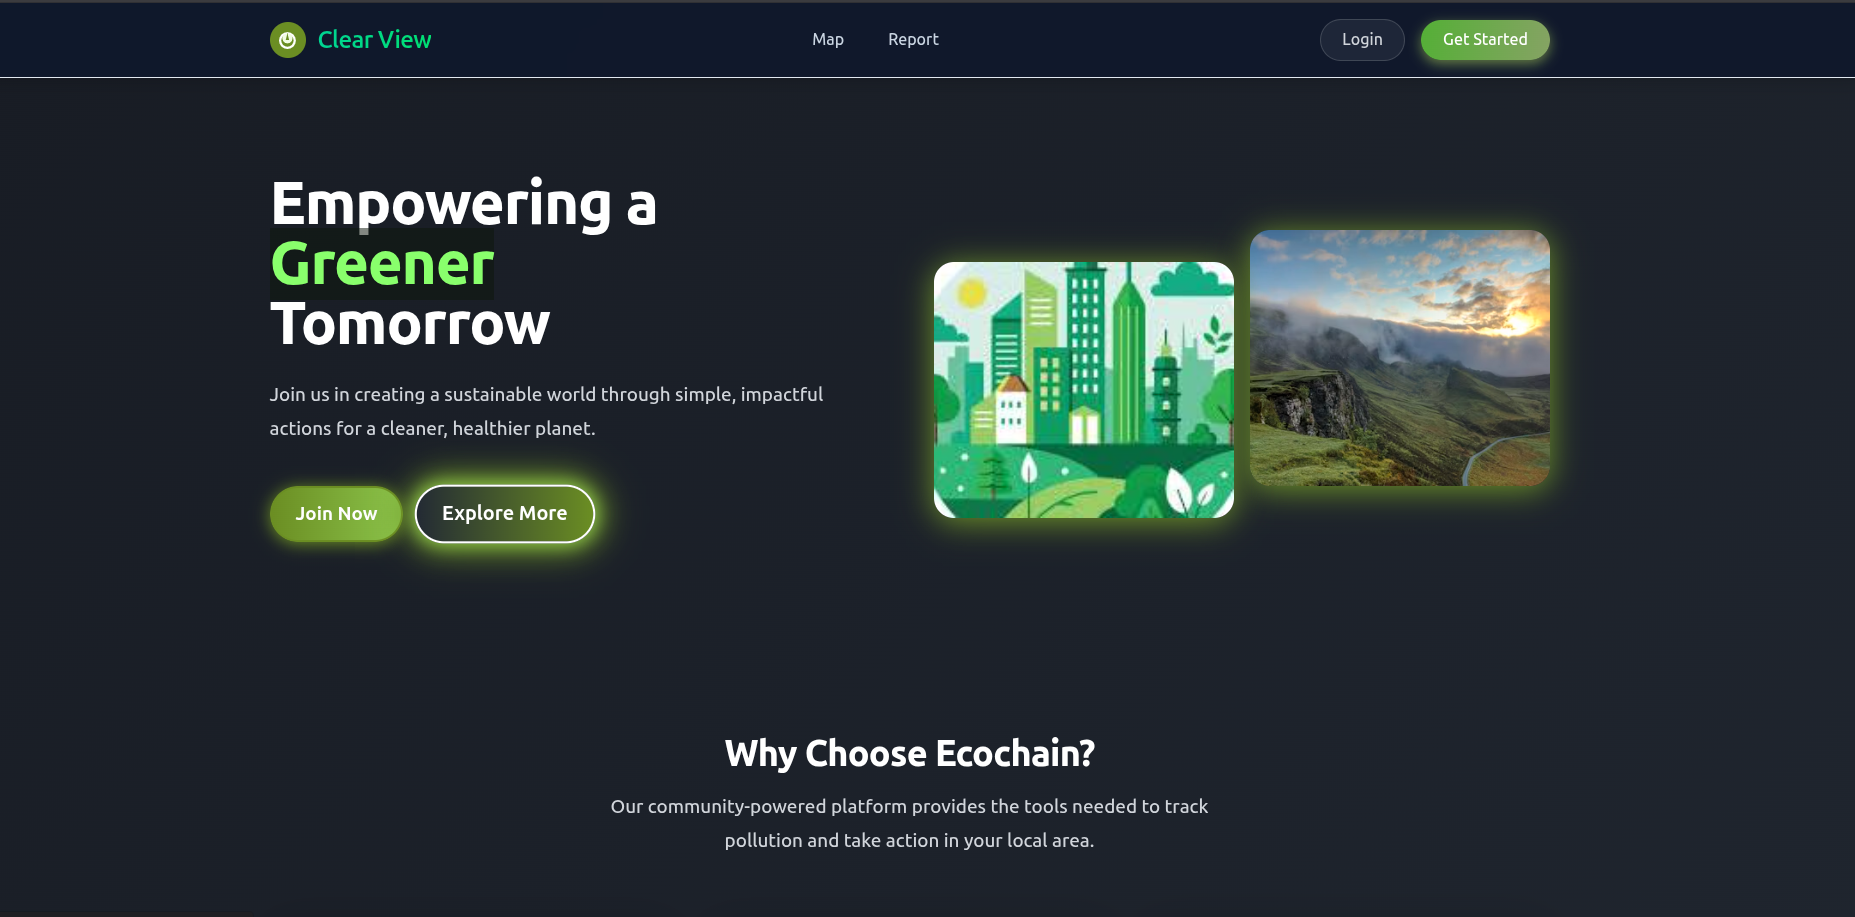 Clear View
Map
Report
Login
Get Started
Empowering a
Greener
Tomorrow
Join us in creating a sustainable world through simple, impactful
actions for a cleaner, healthier planet.
Join Now
Explore More
Why Choose Ecochain?
Our community-powered platform provides the tools needed to track
pollution and take action in your local area.